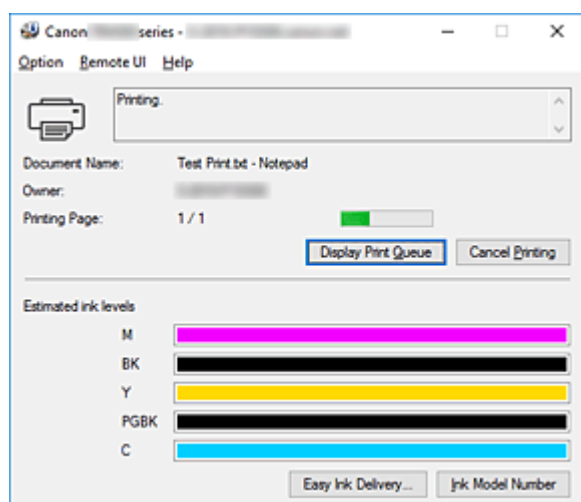 Canon series -
Option Remote UI Help
Printing.
Document Name: Test Print.txt - Notepad
Owner:
Printing Page: 1 / 1
Display Print Queue Cancel Printing
Estimated ink levels
M
BK
Y
PGBK
C
Easy Ink Delivery... Ink Model Number